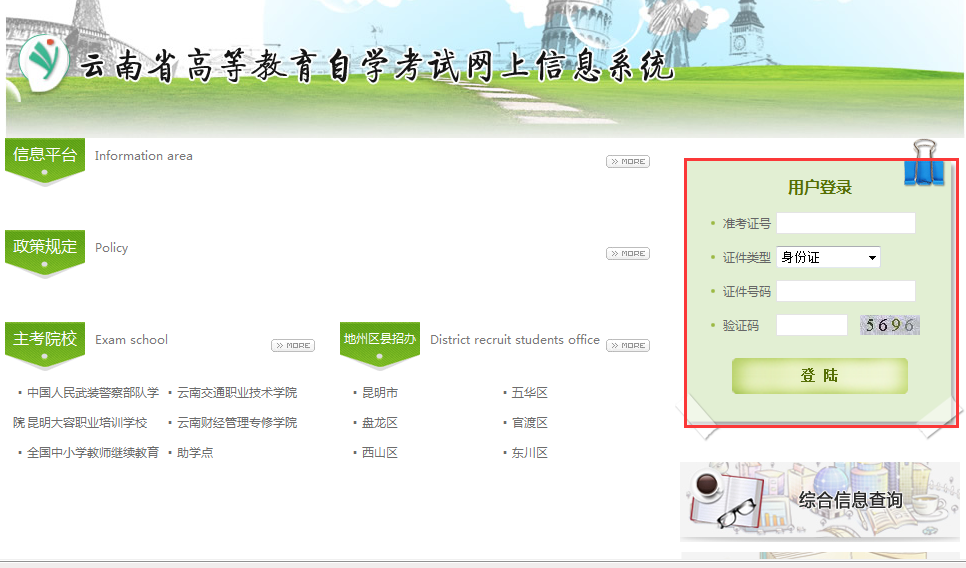 云南省高等教育自学考试网上信息系统
信息平台 Information area
MORE
政策规定 Policy
MORE
主考院校 Exam school
MORE
中国人民武装警察部队学 云南交通职业技术学院
院 昆明大容职业培训学校 云南财经管理专修学院
全国中小学教师继续教育 助学点
地州区县招办 District recruit students office
MORE
昆明市 五华区
盘龙区 官渡区
西山区 东川区
用户登录
准考证号
证件类型 身份证
证件号码
验证码 5696
登 陆
综合信息查询